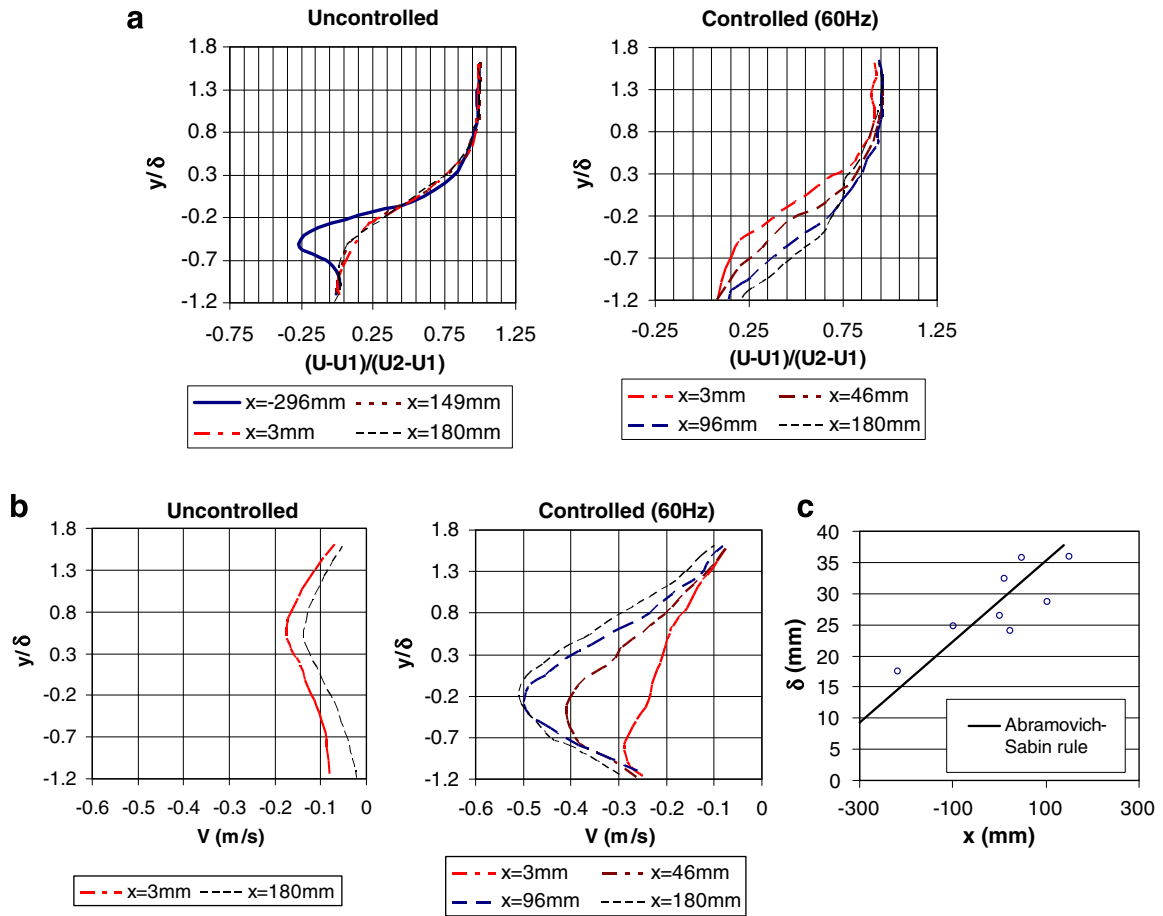 a
Uncontrolled
Controlled (60Hz)
1.8
1.3
0.8
0.3
-0.2
-0.7
-1.2
y/δ
-0.75 -0.25 0.25 0.75 1.25
(U-U1)/(U2-U1)
x=-296mm x=149mm
x=3mm x=180mm
1.8
1.3
0.8
0.3
-0.2
-0.7
-1.2
y/δ
-0.25 0.25 0.75 1.25
(U-U1)/(U2-U1)
x=3mm x=46mm
x=96mm x=180mm
b
Uncontrolled
1.8
1.3
0.8
0.3
-0.2
-0.7
-1.2
y/δ
-0.6 -0.5 -0.4 -0.3 -0.2 -0.1 0
V (m/s)
x=3mm x=180mm
Controlled (60Hz)
1.8
1.3
0.8
0.3
-0.2
-0.7
-1.2
y/δ
-0.6 -0.5 -0.4 -0.3 -0.2 -0.1 0
V (m/s)
x=3mm x=46mm
x=96mm x=180mm
c
40
35
30
25
20
15
10
5
0
δ (mm)
Abramovich-
Sabin rule
-300 -100 100 300
x (mm)